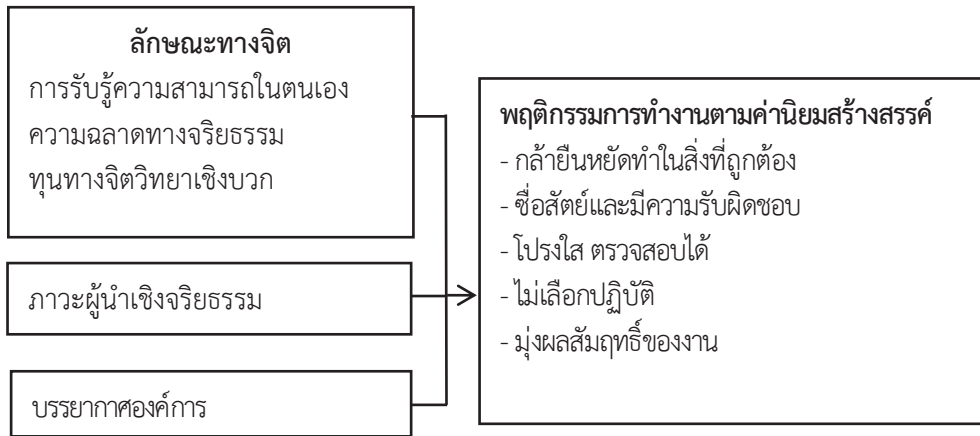 ลักษณะทางจิต
การรับรู้ความสามารถในตนเอง
ความฉลาดทางจริยธรรม
ทุนทางจิตวิทยาเชิงบวก
ภาวะผู้นำเชิงจริยธรรม
บรรยากาศองค์การ
พฤติกรรมการทำงานตามค่านิยมสร้างสรรค์
- กล้ายืนหยัดทำในสิ่งที่ถูกต้อง
- ซื่อสัตย์และมีความรับผิดชอบ
- โปรงใส ตรวจสอบได้
- ไม่เลือกปฏิบัติ
- มุ่งผลสัมฤทธิ์ของงาน